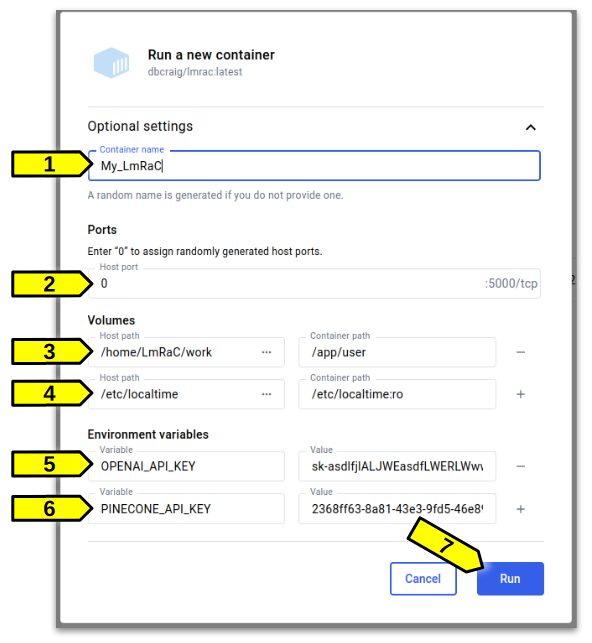 Run a new container
dbcraig/lmrac:latest
Optional settings
Container name
1
My_LmRaC
A random name is generated if you do not provide one.
Ports
Enter “0” to assign randomly generated host ports.
Host port
2
0 :5000/tcp
2
Volumes
Host path Container path
3
/home/LmRaC/work ... /app/user −
Host path Container path
4
/etc/localtime ... /etc/localtime:ro +
Environment variables
Variable Value
5
OPENAI_API_KEY sk-asdlfjlALJWEasdfLWERLWwv −
Variable Value
6
PINECONE_API_KEY 2368ff63-8a81-43e3-9fd5-46e89 +
7
Cancel Run